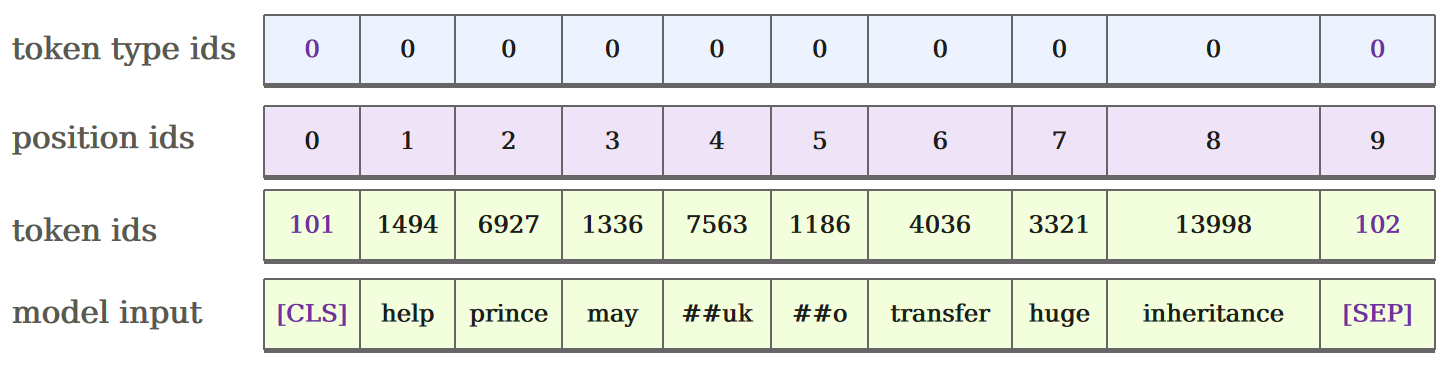 token type ids 0 0 0 0 0 0 0 0 0 0
position ids 0 1 2 3 4 5 6 7 8 9
token ids 101 1494 6927 1336 7563 1186 4036 3321 13998 102
model input [CLS] help prince may ##uk ##o transfer huge inheritance [SEP]